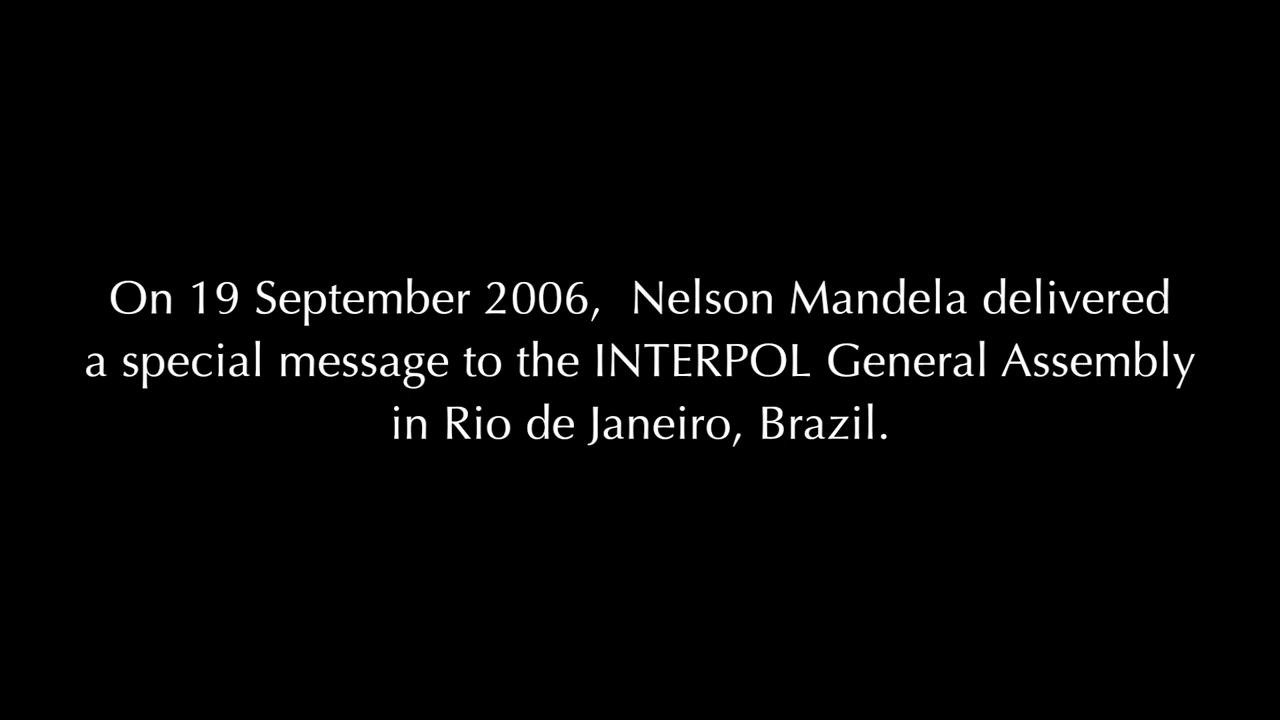 On 19 September 2006,  Nelson Mandela delivered
a special message to the INTERPOL General Assembly
in Rio de Janeiro, Brazil.